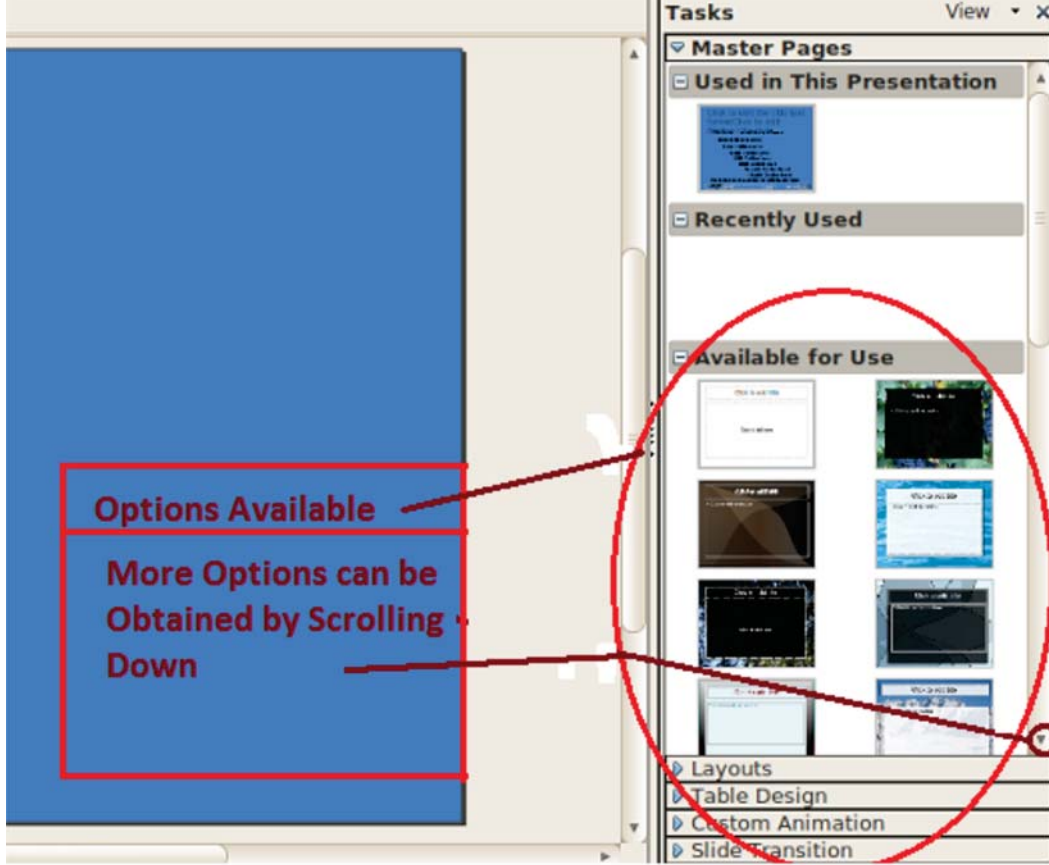 Tasks View
Master Pages
Used in This Presentation
Recently Used
Available for Use
Options Available
More Options can be
Obtained by Scrolling
Down
Layouts
Table Design
Custom Animation
Slide Transition